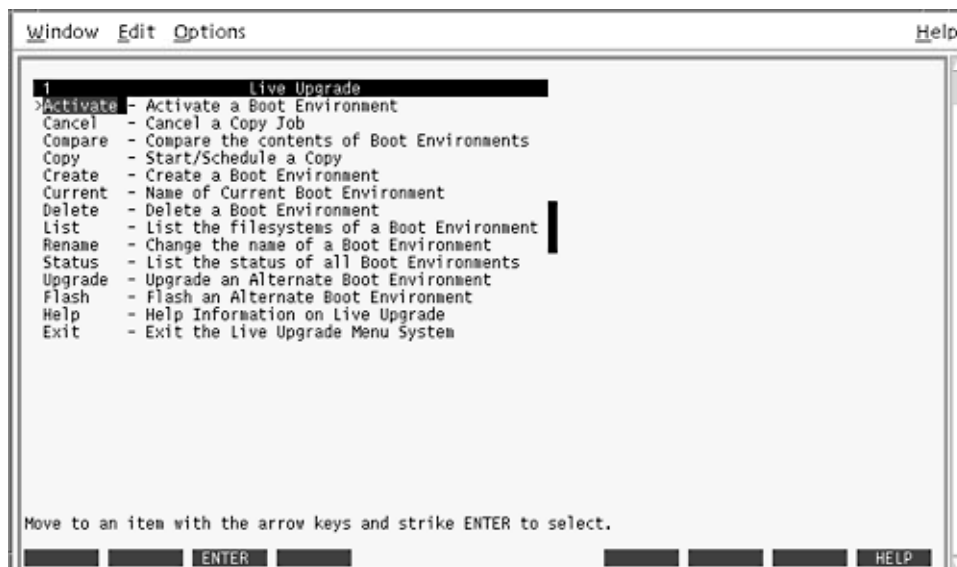 Window Edit Options Help
1 Live Upgrade
>Activate - Activate a Boot Environment
Cancel - Cancel a Copy Job
Compare - Compare the contents of Boot Environments
Copy - Start/Schedule a Copy
Create - Create a Boot Environment
Current - Name of Current Boot Environment
Delete - Delete a Boot Environment
List - List the filesystems of a Boot Environment
Rename - Change the name of a Boot Environment
Status - List the status of all Boot Environments
Upgrade - Upgrade an Alternate Boot Environment
Flash - Flash an Alternate Boot Environment
Help - Help Information on Live Upgrade
Exit - Exit the Live Upgrade Menu System
Move to an item with the arrow keys and strike ENTER to select.
ENTER HELP